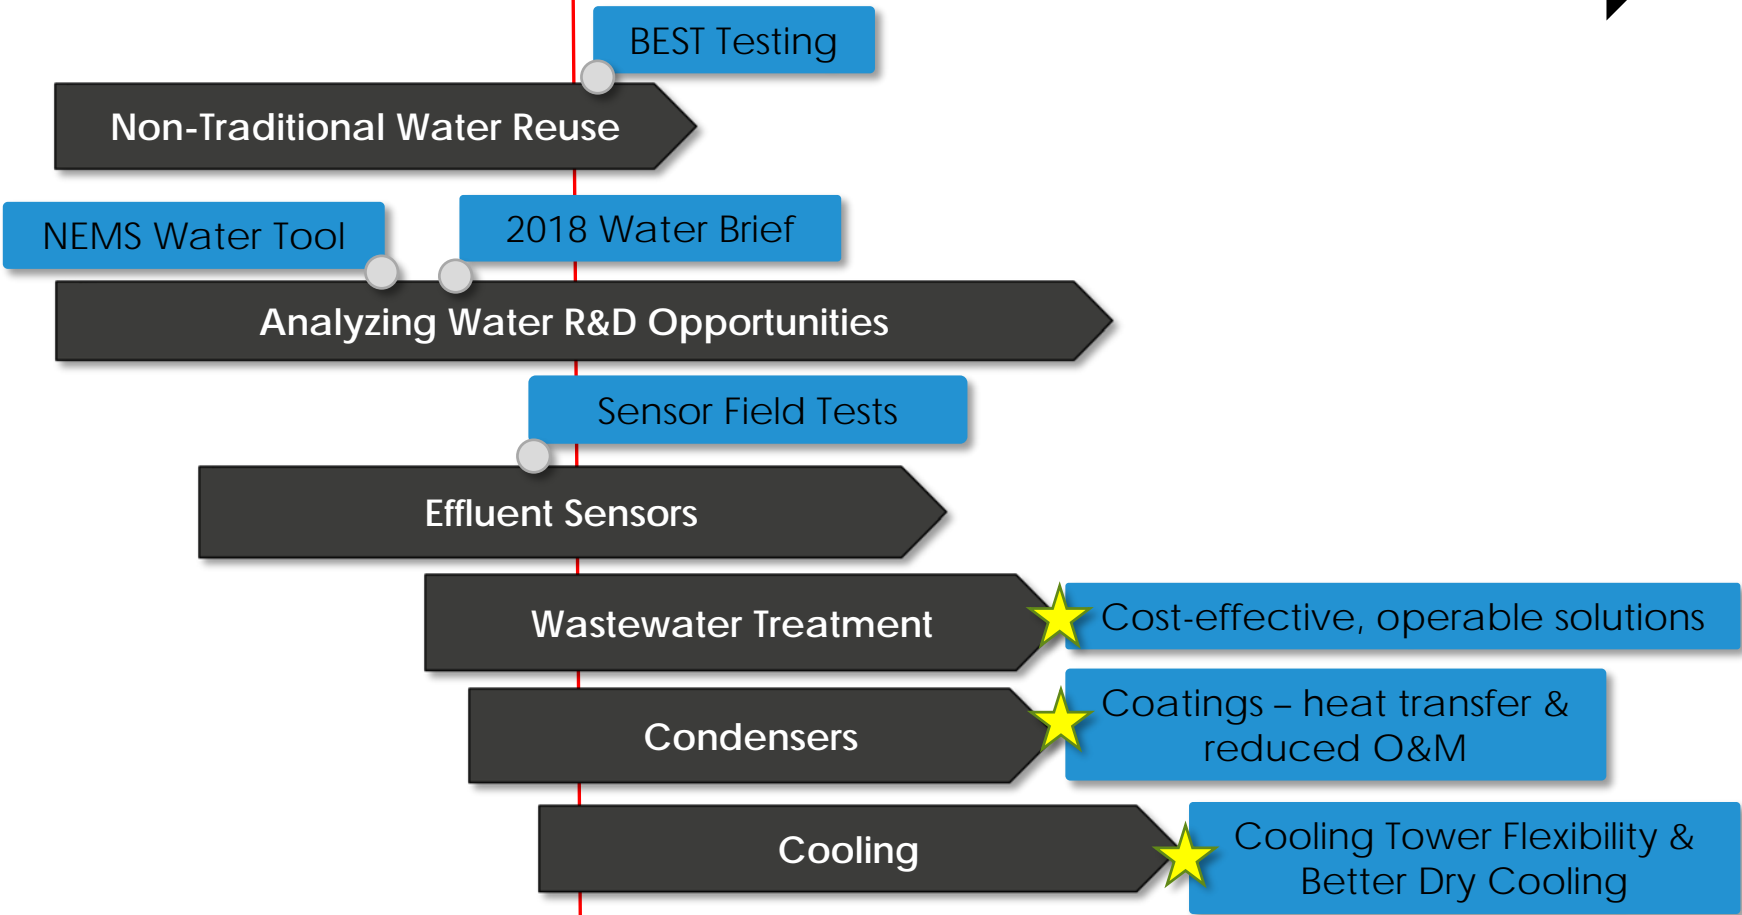 BEST Testing
Non-Traditional Water Reuse
NEMS Water Tool
2018 Water Brief
Analyzing Water R&D Opportunities
Sensor Field Tests
Effluent Sensors
Wastewater Treatment
Cost-effective, operable solutions
Condensers
Coatings – heat transfer &
reduced O&M
Cooling
Cooling Tower Flexibility &
Better Dry Cooling